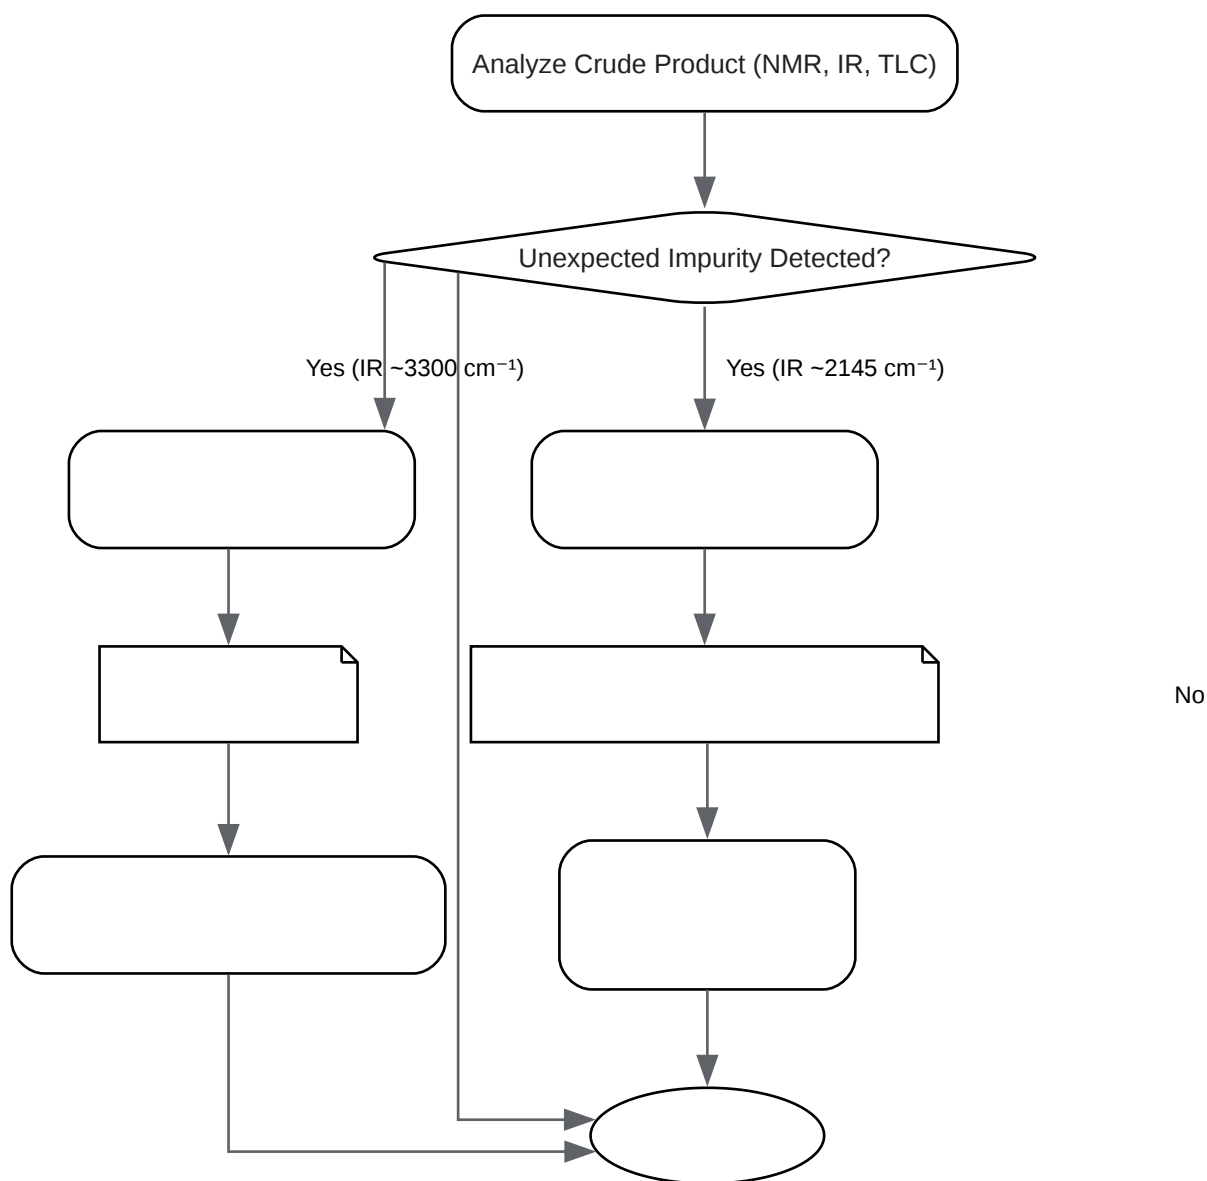 Analyze Crude Product (NMR, IR, TLC)
Unexpected Impurity Detected?
Yes (IR ~3300 cm⁻¹)
Yes (IR ~2145 cm⁻¹)
No